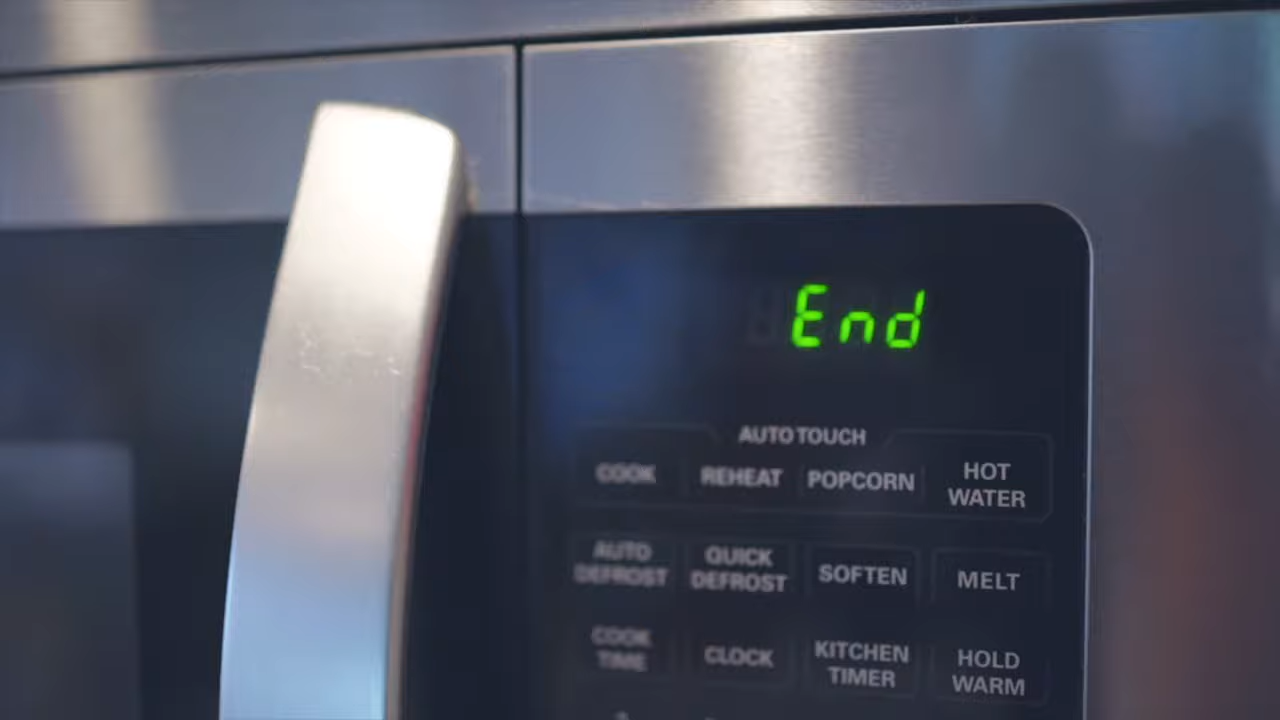 End
AUTO TOUCH
COOK REHEAT POPCORN HOT WATER
AUTO DEFROST QUICK DEFROST SOFTEN MELT
COOK TIME CLOCK KITCHEN TIMER HOLD WARM